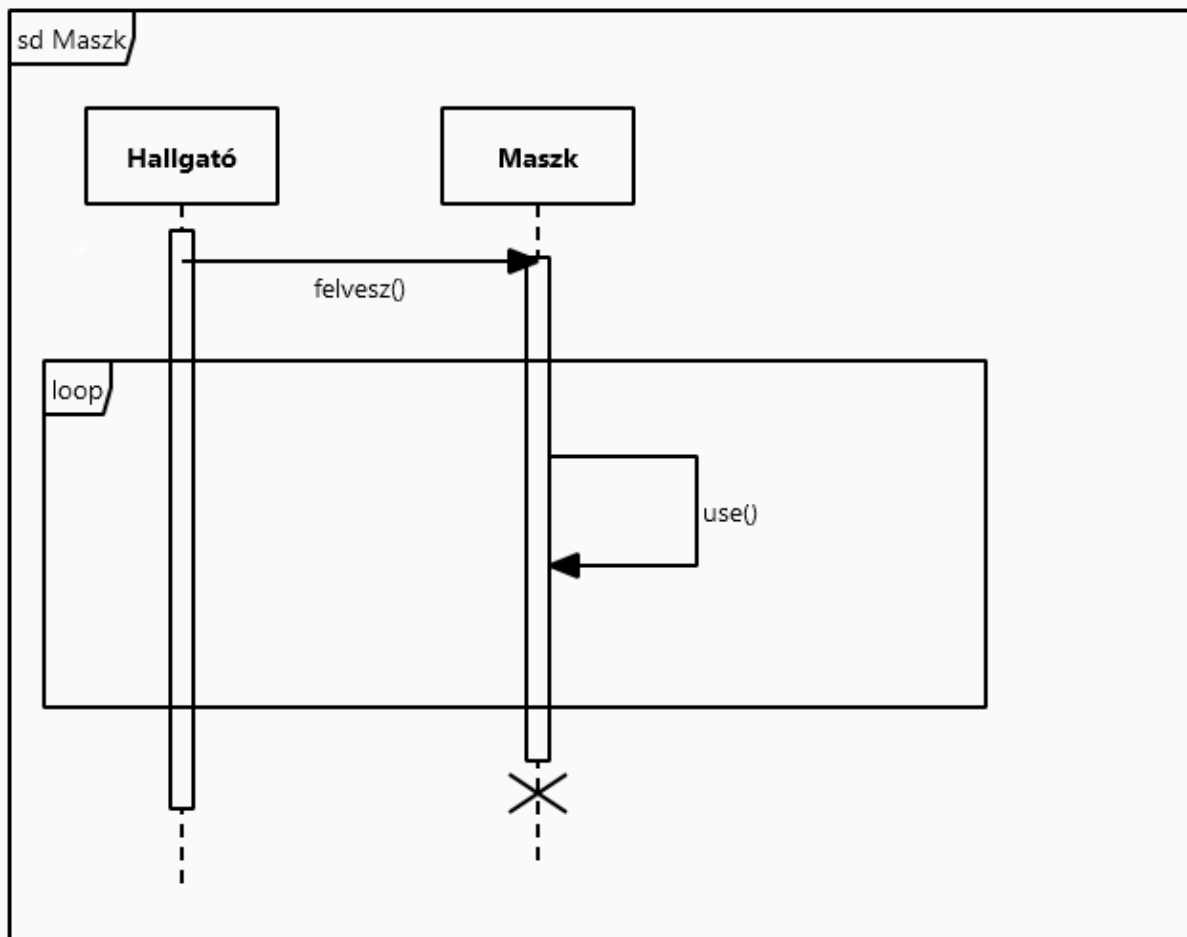 sd Maszk
Hallgató
Maszk
felvesz()
loop
use()